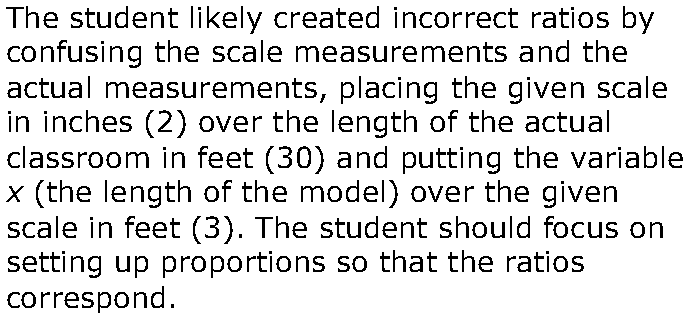 The student likely created incorrect ratios by
confusing the scale measurements and the
actual measurements, placing the given scale
in inches (2) over the length of the actual
classroom in feet (30) and putting the variable
x (the length of the model) over the given
scale in feet (3). The student should focus on
setting up proportions so that the ratios
correspond.